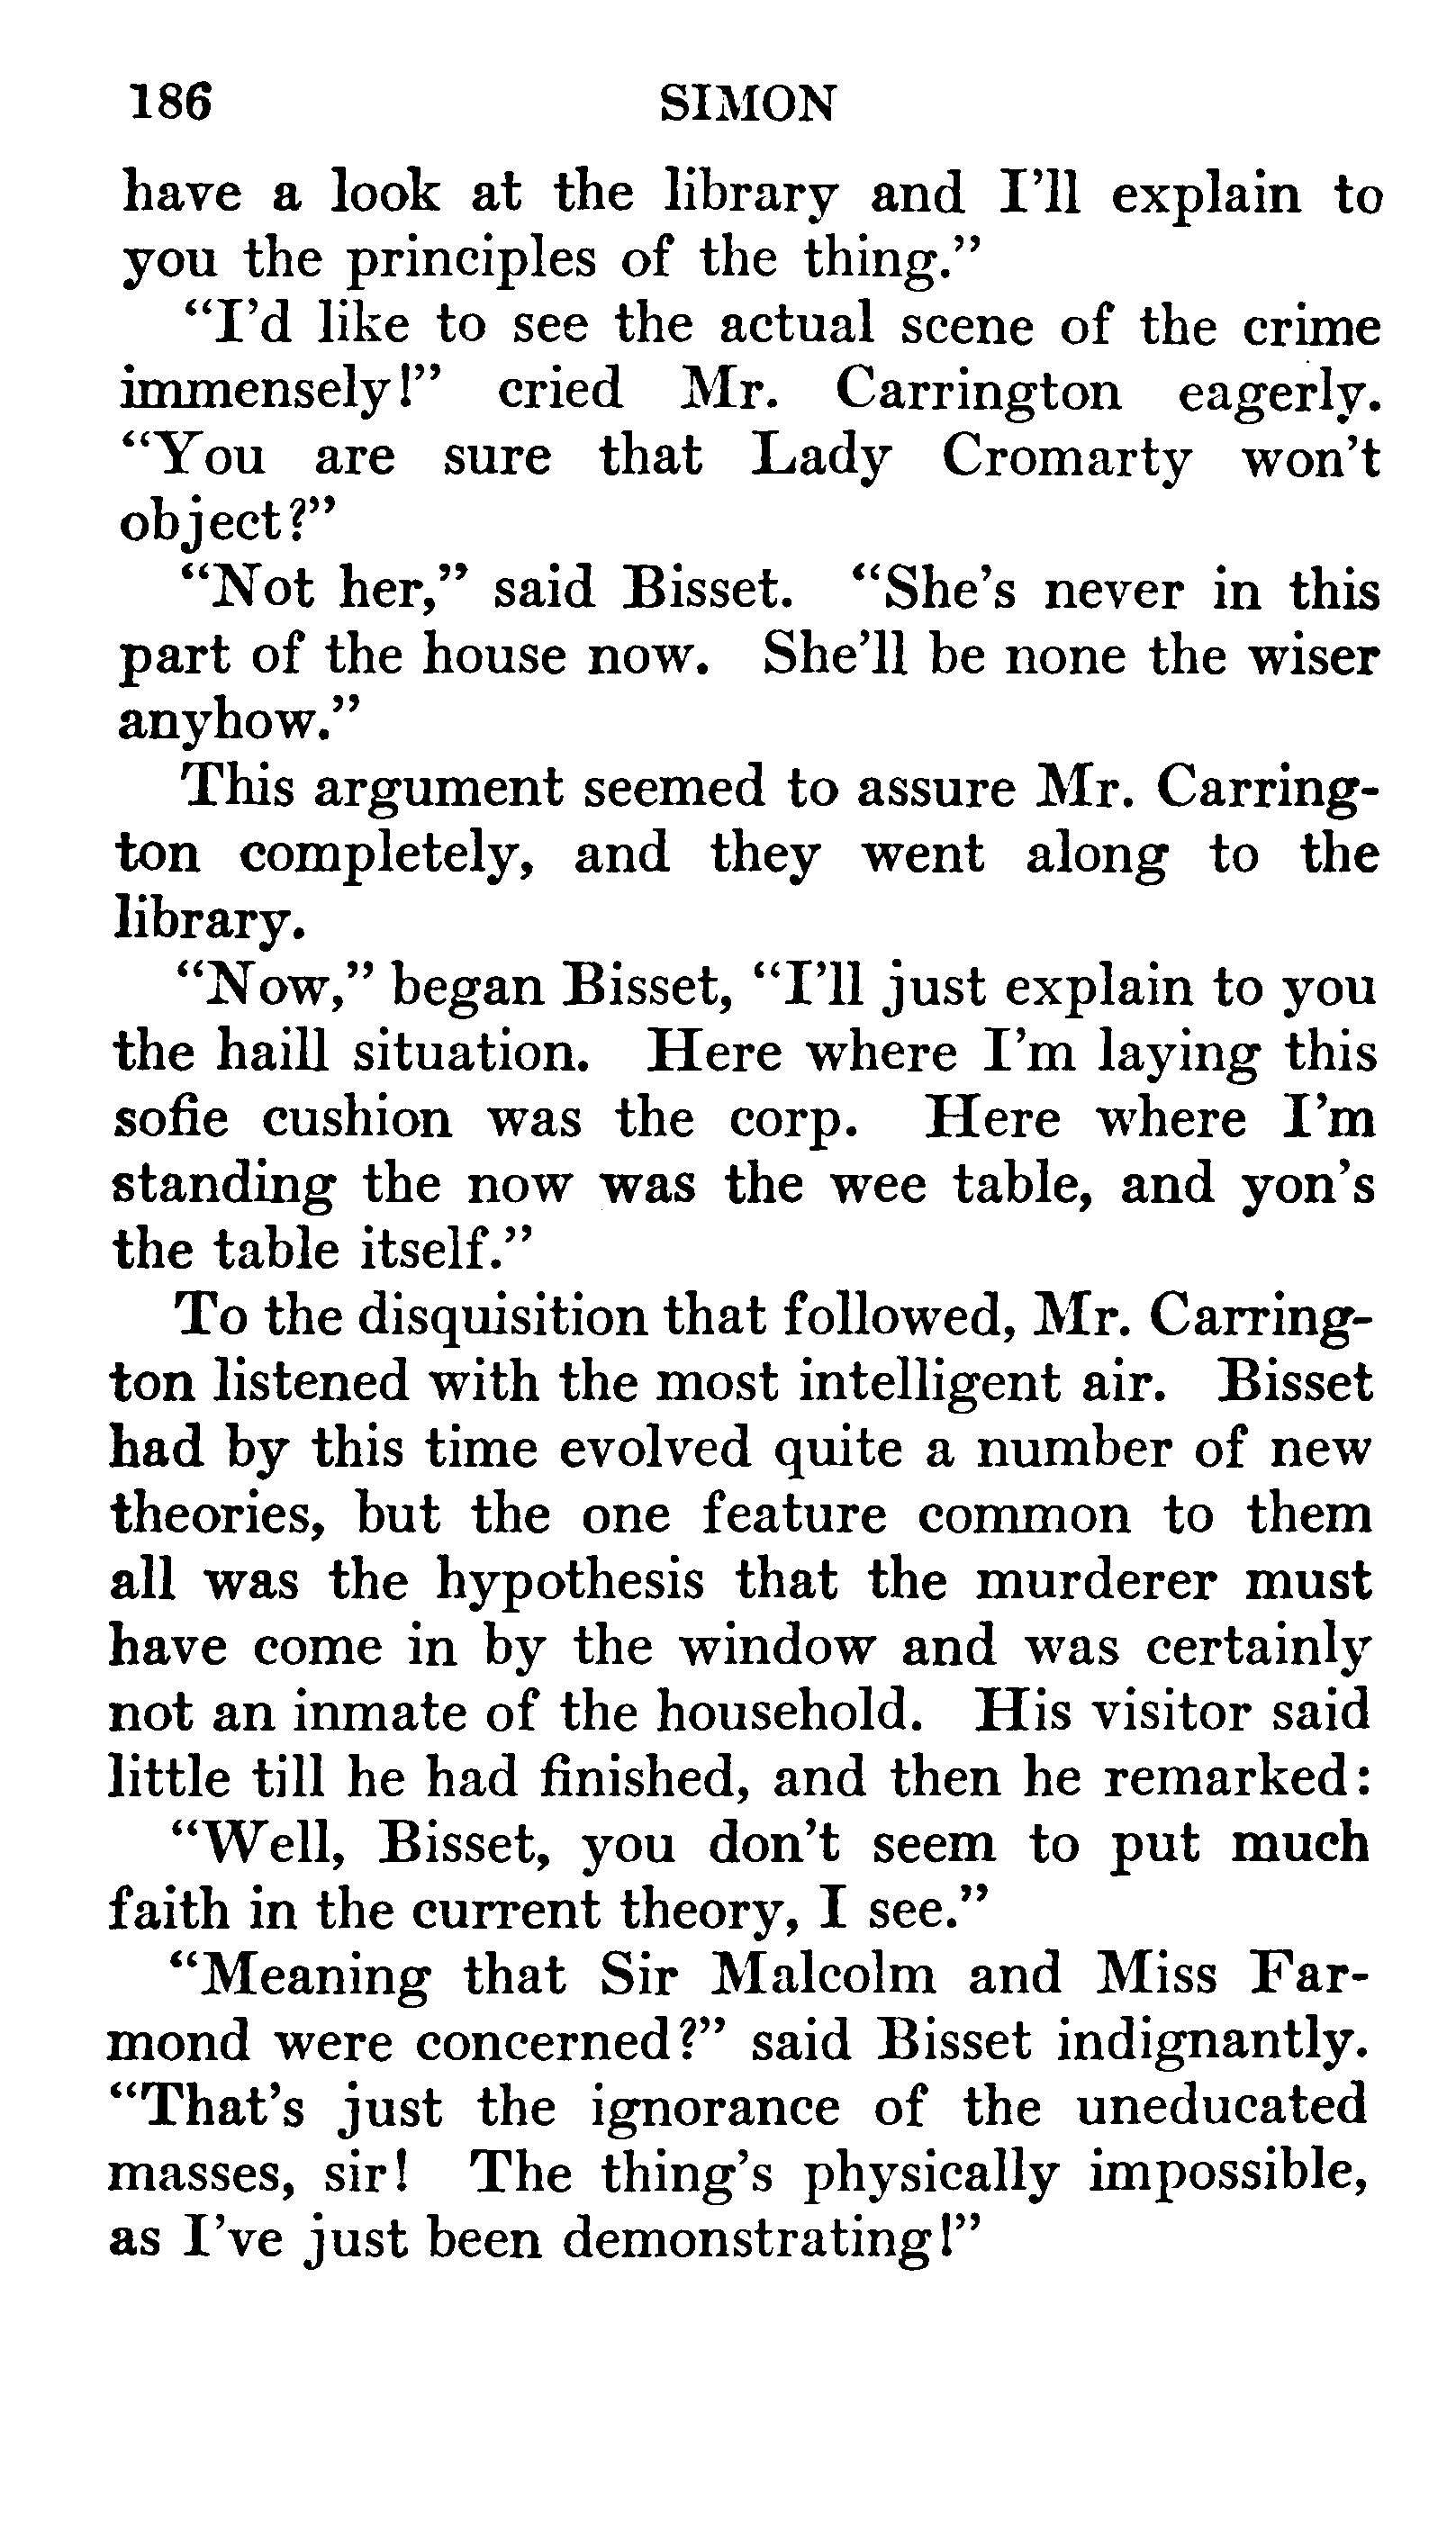 186 SIMON
have a look at the library and I'll explain to
you the principles of the thing."
"I'd like to see the actual scene of the crime
immensely!" cried Mr. Carrington eagerly.
"You are sure that Lady Cromarty won't
object?"
"Not her," said Bisset. "She's never in this
part of the house now. She'll be none the wiser
anyhow."
This argument seemed to assure Mr. Carring-
ton completely, and they went along to the
library.
"Now," began Bisset, "I'll just explain to you
the haill situation. Here where I'm laying this
sofie cushion was the corp. Here where I'm
standing the now was the wee table, and yon's
the table itself."
To the disquisition that followed, Mr. Carring-
ton listened with the most intelligent air. Bisset
had by this time evolved quite a number of new
theories, but the one feature common to them
all was the hypothesis that the murderer must
have come in by the window and was certainly
not an inmate of the household. His visitor said
little till he had finished, and then he remarked:
"Well, Bisset, you don't seem to put much
faith in the current theory, I see."
"Meaning that Sir Malcolm and Miss Far-
mond were concerned?" said Bisset indignantly.
"That's just the ignorance of the uneducated
masses, sir! The thing's physically impossible,
as I've just been demonstrating!"